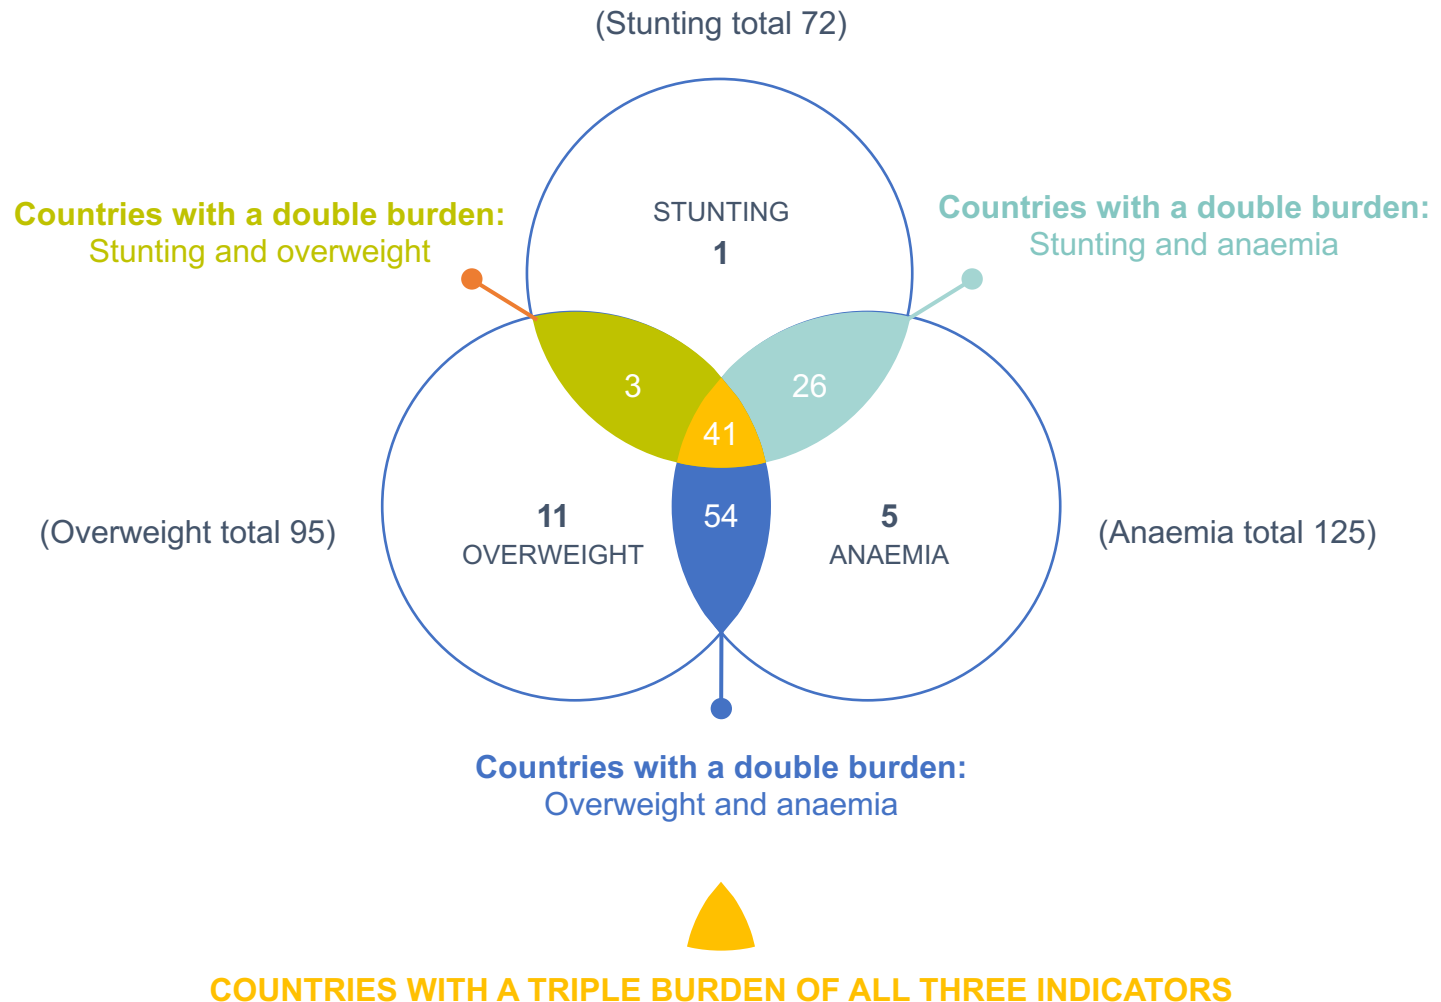 (Stunting total 72)
Countries with a double burden:
Stunting and overweight
STUNTING
1
Countries with a double burden:
Stunting and anaemia
3
26
41
(Overweight total 95)
11
OVERWEIGHT
54
5
ANAEMIA
(Anaemia total 125)
Countries with a double burden:
Overweight and anaemia
COUNTRIES WITH A TRIPLE BURDEN OF ALL THREE INDICATORS